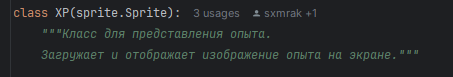 class XP(sprite.Sprite): 3 usages sxmrak +1
"""Класс для представления опыта.
Загружает и отображает изображение опыта на экране."""